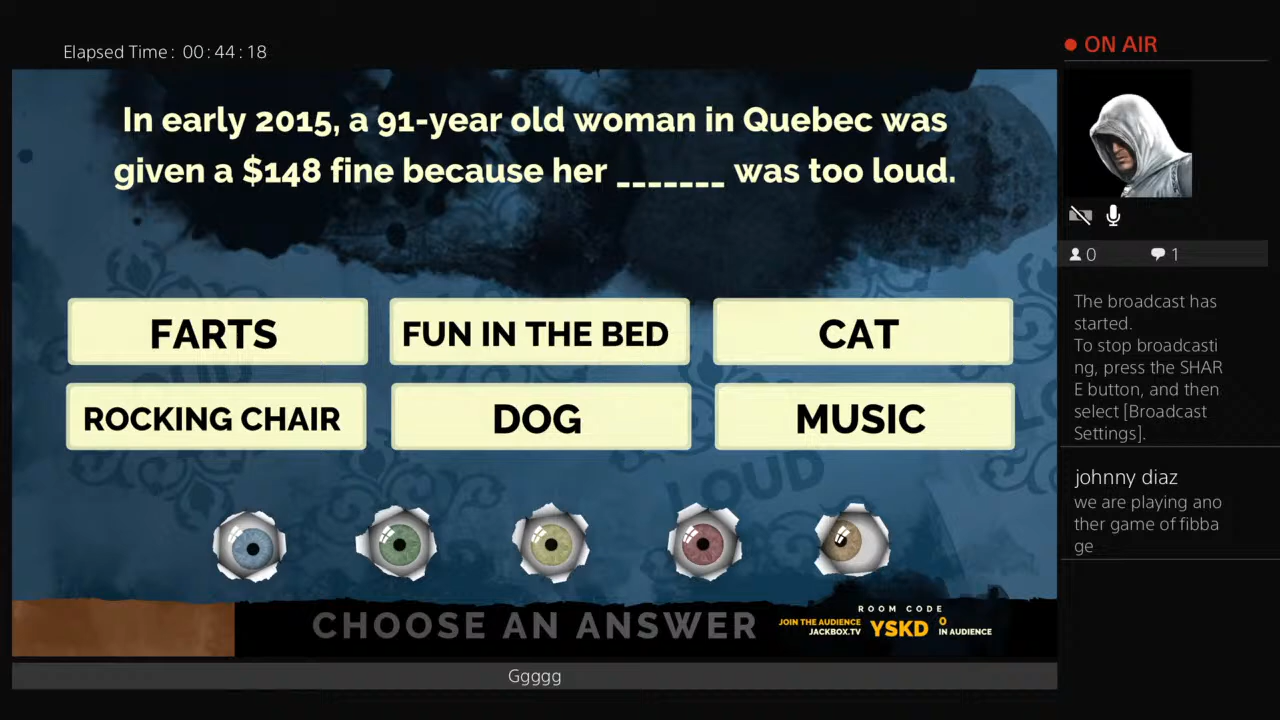 Elapsed Time: 00:44:18
ON AIR
In early 2015, a 91-year old woman in Quebec was
given a $148 fine because her _______ was too loud.
FARTS
FUN IN THE BED
CAT
ROCKING CHAIR
DOG
MUSIC
LOUD
CHOOSE AN ANSWER
JOIN THE AUDIENCE
JACKBOX.TV
ROOM CODE
YSKD
0
IN AUDIENCE
Ggggg
0
1
The broadcast has
started.
To stop broadcasti
ng, press the SHAR
E button, and then
select [Broadcast
Settings].
johnny diaz
we are playing ano
ther game of fibba
ge